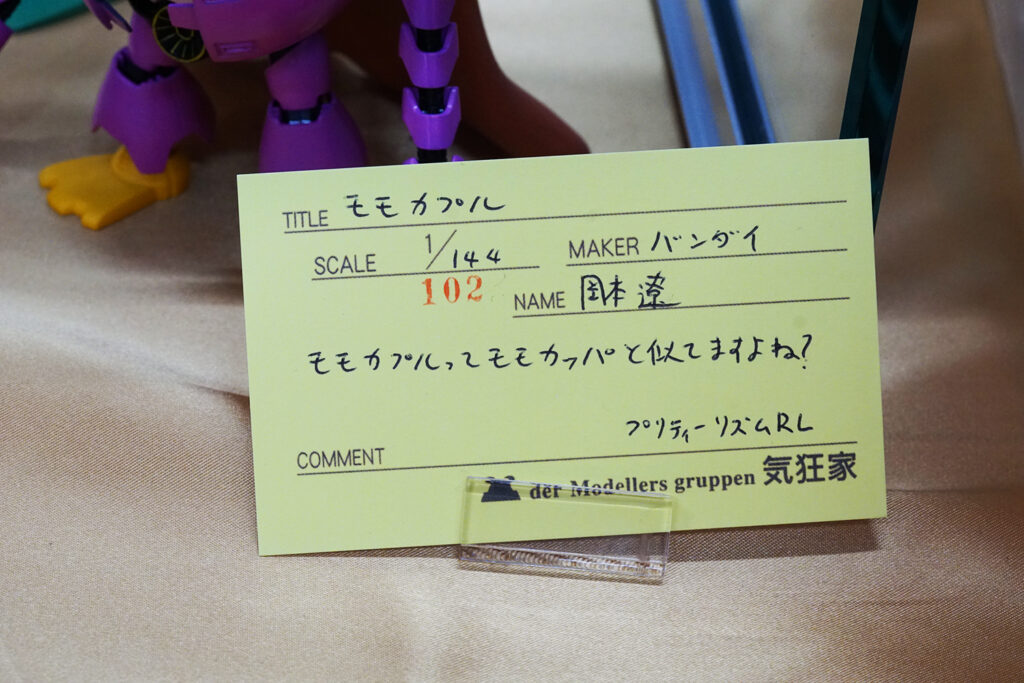 TITLE モモカプル
SCALE 1/144 MAKER バンダイ
102 NAME 岡本 遼
モモカプルってモモカッパと似てますよね?
プリティーリズムRL
COMMENT
der Modellers gruppen 気狂家